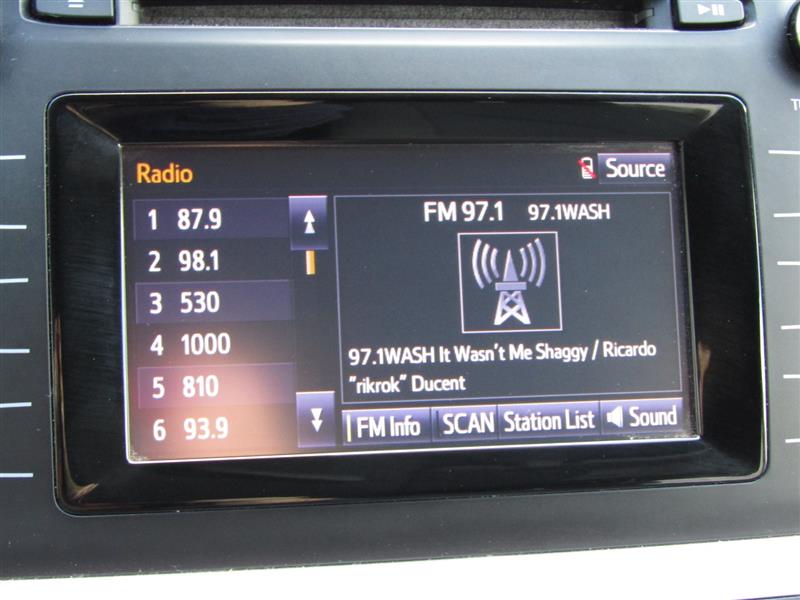 Radio
Source
1 87.9
2 98.1
3 530
4 1000
5 810
6 93.9
FM 97.1 97.1WASH
97.1WASH It Wasn't Me Shaggy / Ricardo
"rikrok" Ducent
FM Info SCAN Station List Sound